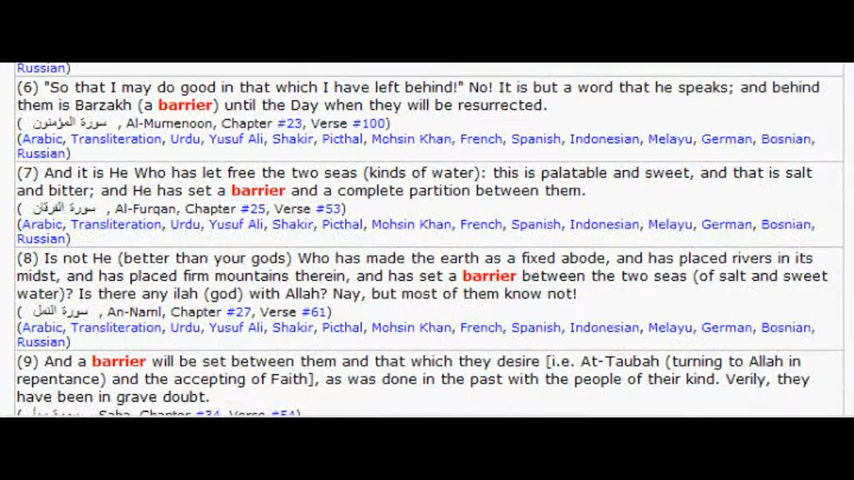 Russian)
(6) "So that I may do good in that which I have left behind!" No! It is but a word that he speaks; and behind
them is Barzakh (a barrier) until the Day when they will be resurrected.
( سورة المؤمنون , Al-Mumenoon, Chapter #23, Verse #100)
(Arabic, Transliteration, Urdu, Yusuf Ali, Shakir, Picthal, Mohsin Khan, French, Spanish, Indonesian, Melayu, German, Bosnian,
Russian)
(7) And it is He Who has let free the two seas (kinds of water): this is palatable and sweet, and that is salt
and bitter; and He has set a barrier and a complete partition between them.
( سورة الفرقان , Al-Furqan, Chapter #25, Verse #53)
(Arabic, Transliteration, Urdu, Yusuf Ali, Shakir, Picthal, Mohsin Khan, French, Spanish, Indonesian, Melayu, German, Bosnian,
Russian)
(8) Is not He (better than your gods) Who has made the earth as a fixed abode, and has placed rivers in its
midst, and has placed firm mountains therein, and has set a barrier between the two seas (of salt and sweet
water)? Is there any ilah (god) with Allah? Nay, but most of them know not!
( سورة النمل , An-Naml, Chapter #27, Verse #61)
(Arabic, Transliteration, Urdu, Yusuf Ali, Shakir, Picthal, Mohsin Khan, French, Spanish, Indonesian, Melayu, German, Bosnian,
Russian)
(9) And a barrier will be set between them and that which they desire [i.e. At-Taubah (turning to Allah in
repentance) and the accepting of Faith], as was done in the past with the people of their kind. Verily, they
have been in grave doubt.
( سورة سبأ , Saba, Chapter #34, Verse #54)